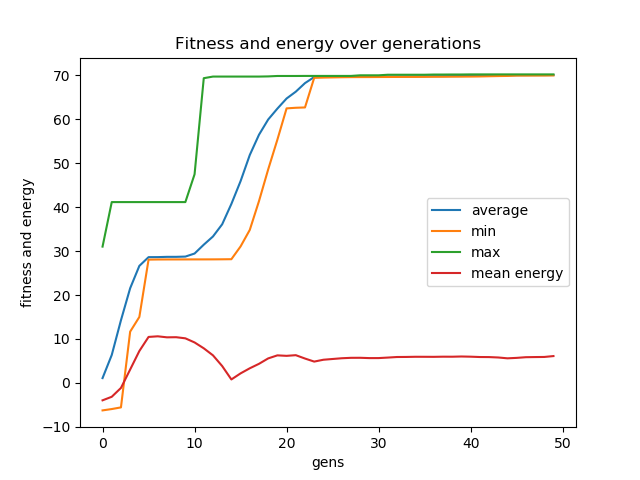 Fitness and energy over generations
fitness and energy
70
60
50
40
30
20
10
0
−10
average
min
max
mean energy
0 10 20 30 40 50
gens